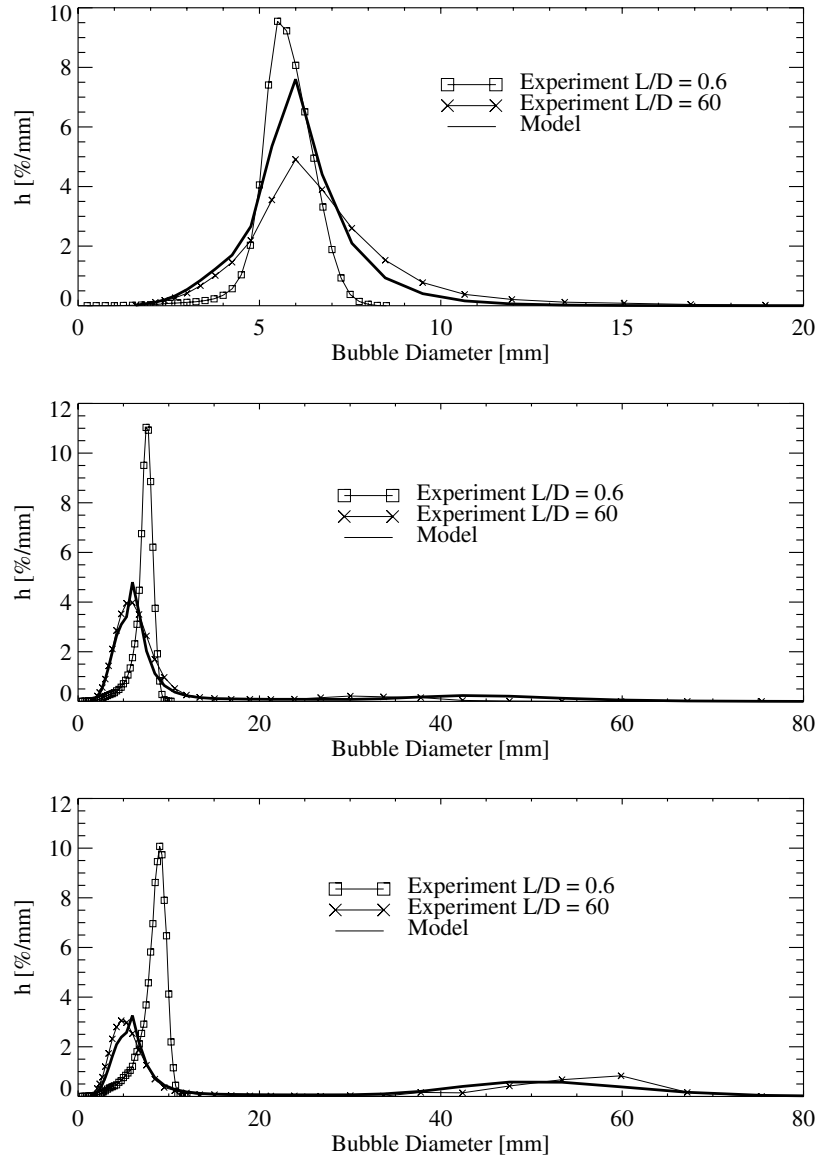 10
8
6
4
2
0
h [%/mm]
Experiment L/D = 0.6
Experiment L/D = 60
Model
0 5 10 15 20
Bubble Diameter [mm]
12
10
8
6
4
2
0
h [%/mm]
Experiment L/D = 0.6
Experiment L/D = 60
Model
0 20 40 60 80
Bubble Diameter [mm]
12
10
8
6
4
2
0
h [%/mm]
Experiment L/D = 0.6
Experiment L/D = 60
Model
0 20 40 60 80
Bubble Diameter [mm]